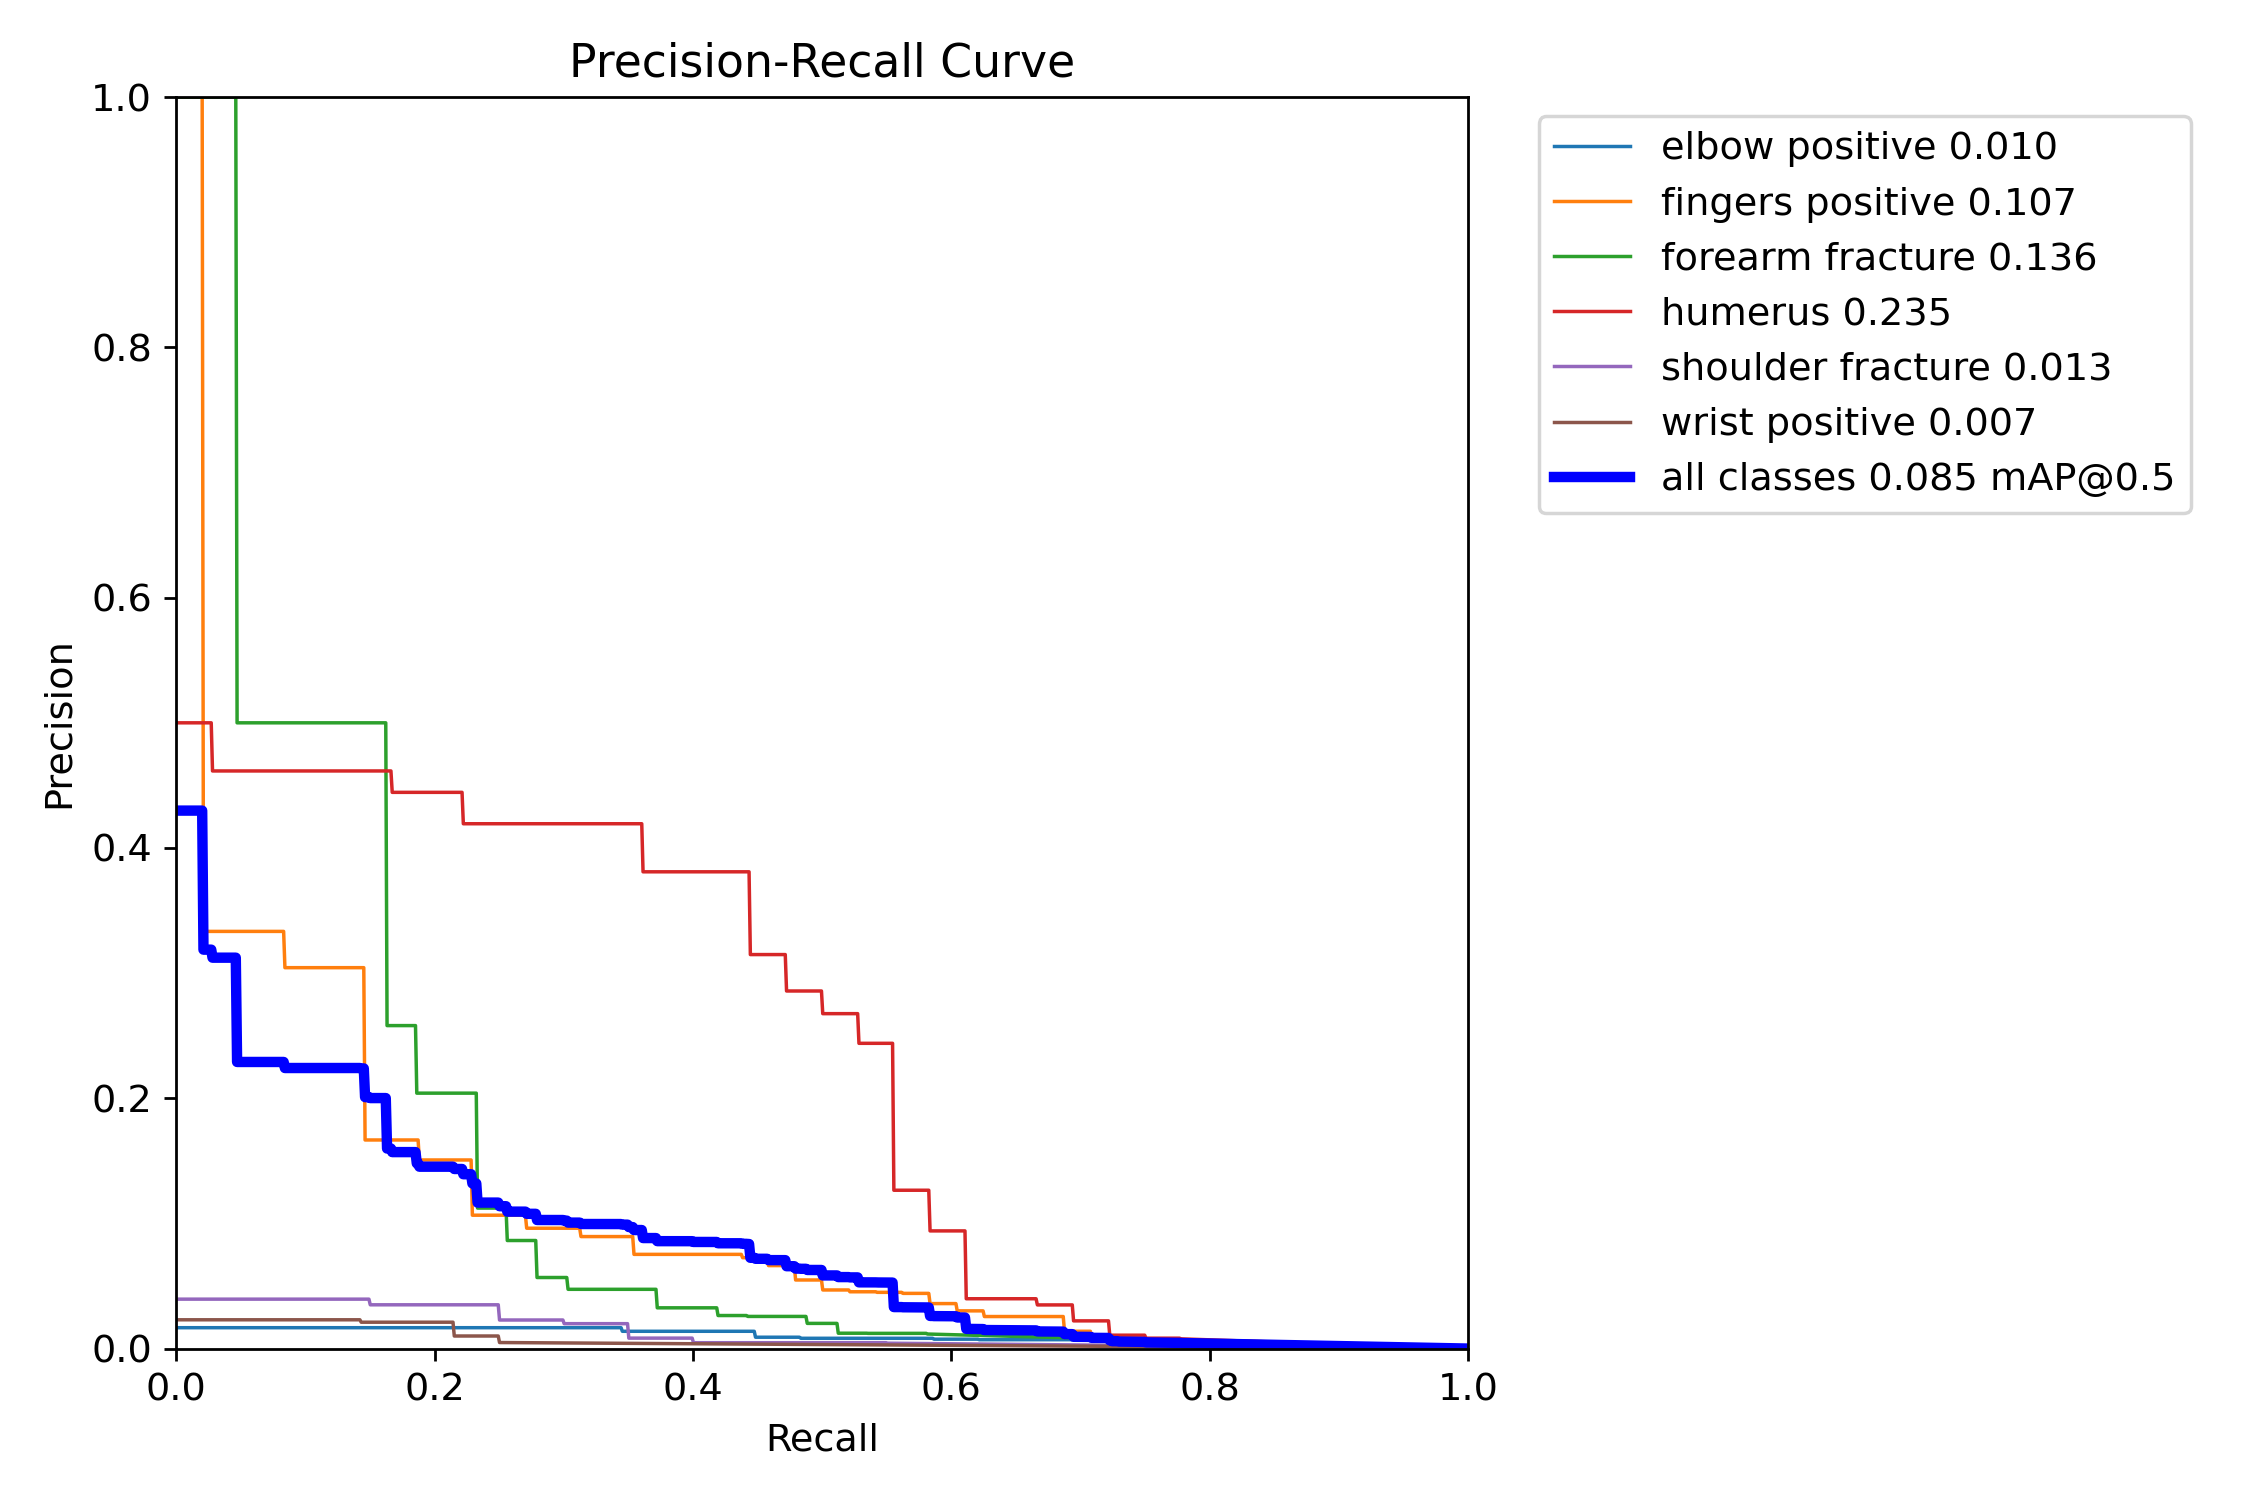 Precision-Recall Curve
1.0
0.8
0.6
0.4
0.2
0.0
Precision
0.0 0.2 0.4 0.6 0.8 1.0
Recall
elbow positive 0.010
fingers positive 0.107
forearm fracture 0.136
humerus 0.235
shoulder fracture 0.013
wrist positive 0.007
all classes 0.085 mAP@0.5